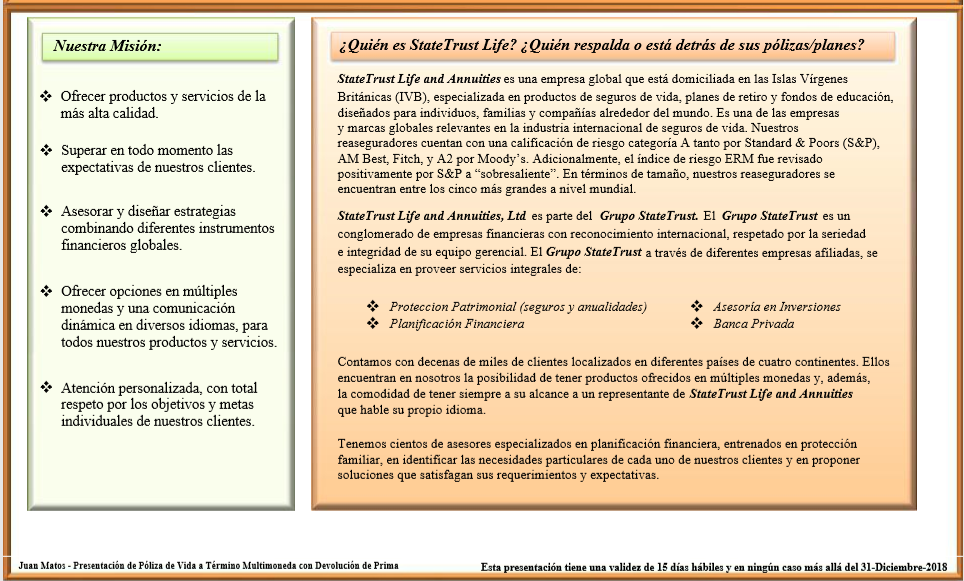 Nuestra Misión:
❖ Ofrecer productos y servicios de la
más alta calidad.
❖ Superar en todo momento las
expectativas de nuestros clientes.
❖ Asesorar y diseñar estrategias
combinando diferentes instrumentos
financieros globales.
❖ Ofrecer opciones en múltiples
monedas y una comunicación
dinámica en diversos idiomas, para
todos nuestros productos y servicios.
❖ Atención personalizada, con total
respeto por los objetivos y metas
individuales de nuestros clientes.
¿Quién es StateTrust Life? ¿Quién respalda o está detrás de sus pólizas/planes?
StateTrust Life and Annuities es una empresa global que está domiciliada en las Islas Vírgenes
Británicas (IVB), especializada en productos de seguros de vida, planes de retiro y fondos de educación,
diseñados para individuos, familias y compañías alrededor del mundo. Es una de las empresas
y marcas globales relevantes en la industria internacional de seguros de vida. Nuestros
reaseguradores cuentan con una calificación de riesgo categoría A tanto por Standard & Poors (S&P),
AM Best, Fitch, y A2 por Moody's. Adicionalmente, el índice de riesgo ERM fue revisado
positivamente por S&P a “sobresaliente”. En términos de tamaño, nuestros reaseguradores se
encuentran entre los cinco más grandes a nivel mundial.
StateTrust Life and Annuities, Ltd es parte del Grupo StateTrust. El Grupo StateTrust es un
conglomerado de empresas financieras con reconocimiento internacional, respetado por la seriedad
e integridad de su equipo gerencial. El Grupo StateTrust a través de diferentes empresas afiliadas, se
especializa en proveer servicios integrales de:
❖ Proteccion Patrimonial (seguros y anualidades) ❖ Asesoría en Inversiones
❖ Planificación Financiera ❖ Banca Privada
Contamos con decenas de miles de clientes localizados en diferentes países de cuatro continentes. Ellos
encuentran en nosotros la posibilidad de tener productos ofrecidos en múltiples monedas y, además,
la comodidad de tener siempre a su alcance a un representante de StateTrust Life and Annuities
que hable su propio idioma.
Tenemos cientos de asesores especializados en planificación financiera, entrenados en protección
familiar, en identificar las necesidades particulares de cada uno de nuestros clientes y en proponer
soluciones que satisfagan sus requerimientos y expectativas.
Juan Matos - Presentación de Póliza de Vida a Término Multimoneda con Devolución de Prima
Esta presentación tiene una validez de 15 días hábiles y en ningún caso más allá del 31-Diciembre-2018